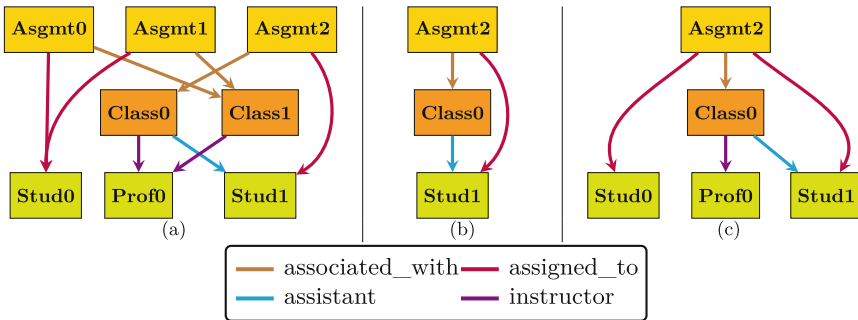 Asgmt0 Asgmt1 Asgmt2 Asgmt2 Asgmt2
Class0 Class1 Class0 Class0
Stud0 Prof0 Stud1 Stud1 Stud0 Prof0 Stud1
(a) (b) (c)
associated_with assigned_to
assistant instructor